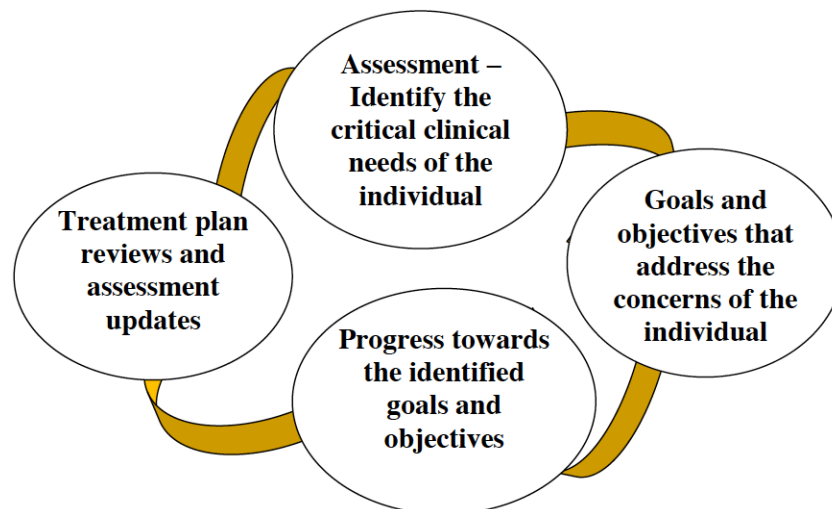 Assessment –
Identify the
critical clinical
needs of the
individual
Goals and
objectives that
address the
concerns of the
individual
Progress towards
the identified
goals and
objectives
Treatment plan
reviews and
assessment
updates